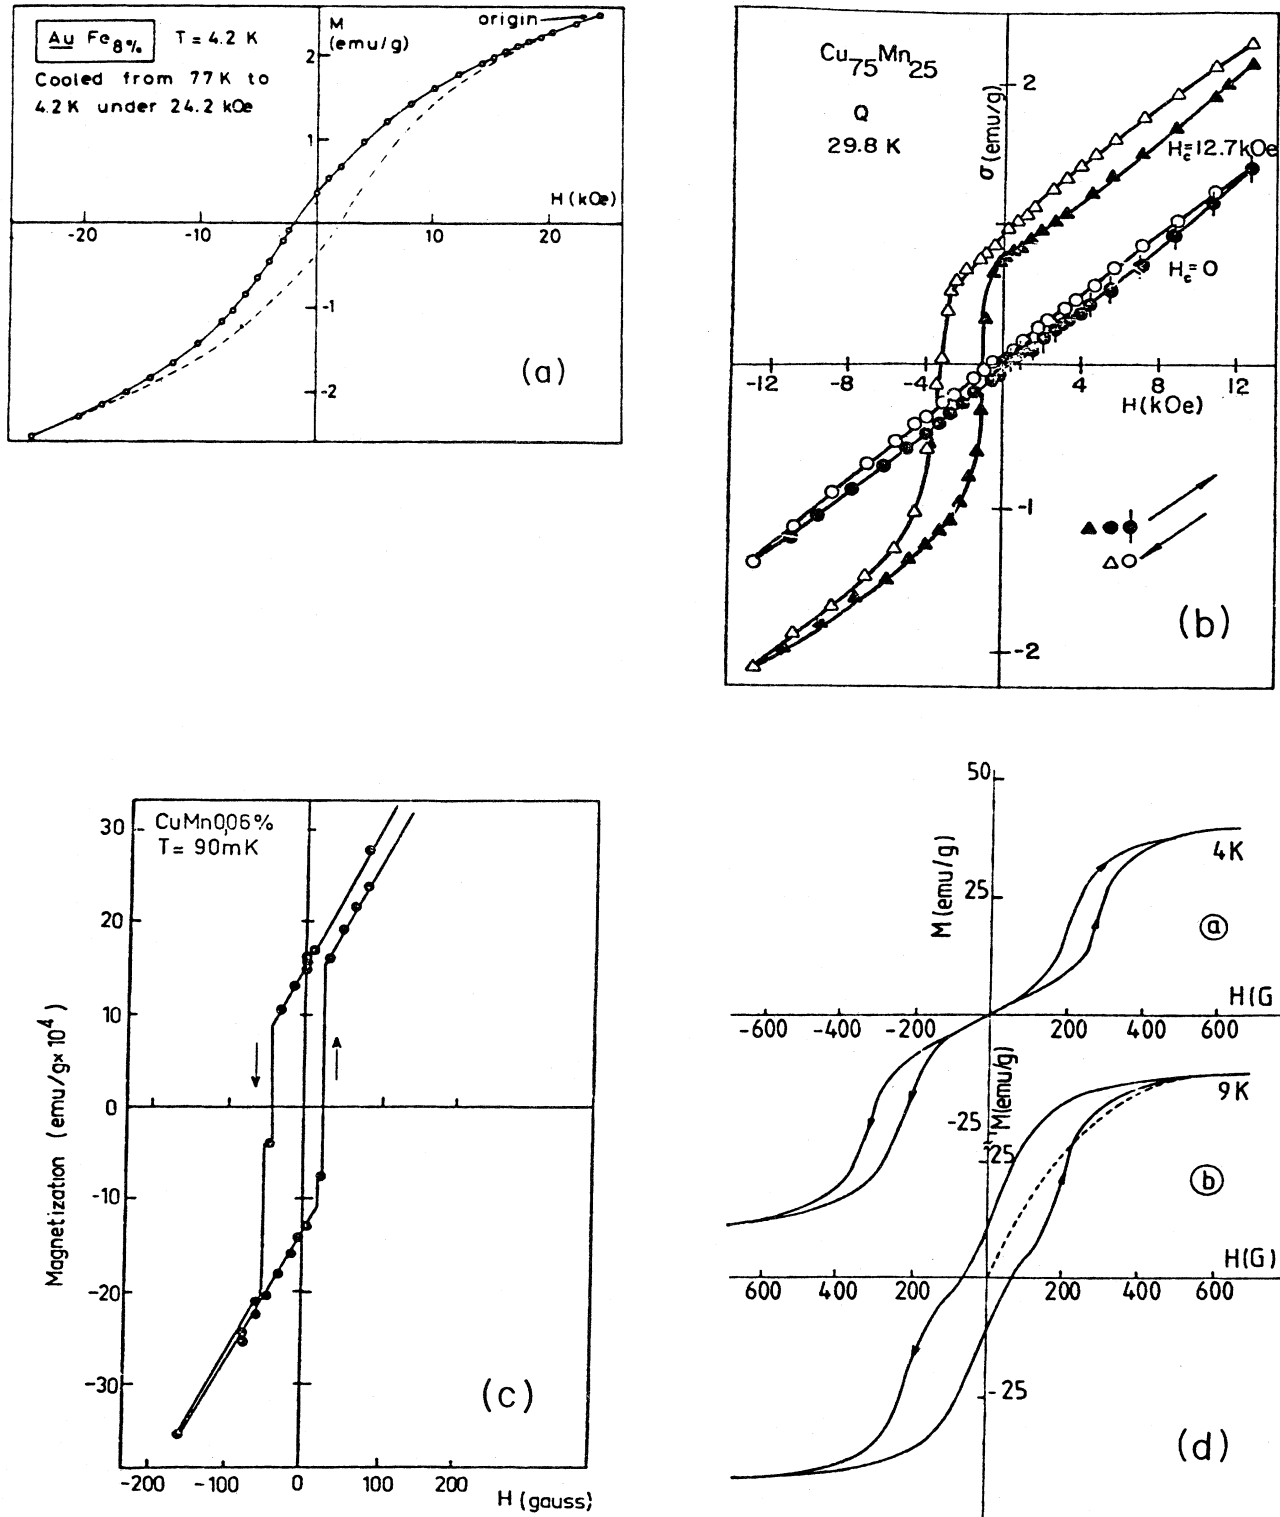 M
(emu/g)
origin
Au Fe8% T = 4.2 K
Cooled from 77K to
4.2K under 24.2 kOe
2
1
H (kOe)
-20
-10
10
20
-1
-2
(a)
Cu75Mn25
Q
29.8 K
σ (emu/g)
2
Hc=12.7kOe
Hc=0
-12
-8
-4
4
8
12
H(kOe)
-1
-2
(b)
CuMn0,06%
T= 90mK
Magnetization (emu/g×10^4)
30
20
10
0
-10
-20
-30
(c)
-200
-100
0
100
200
H (gauss)
50
M(emu/g)
4K
25
a
H(G
-600
-400
-200
200
400
600
M(emu/g)
-25
9K
25
b
H(G)
600
400
200
200
400
600
-25
(d)